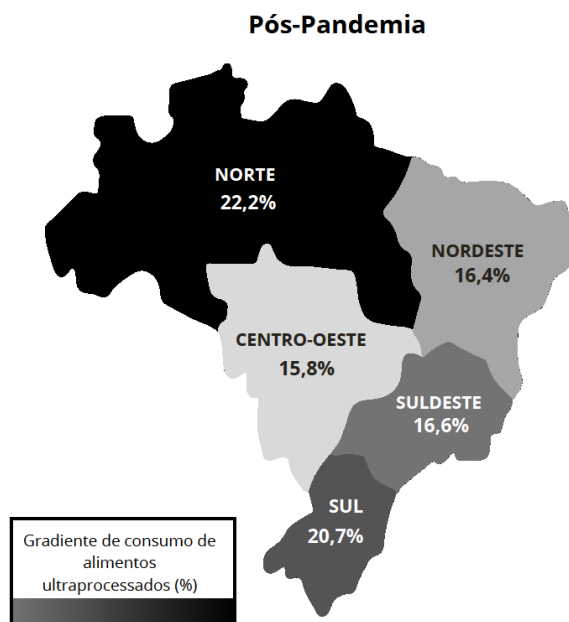 Pós-Pandemia
NORTE
22,2%
NORDESTE
16,4%
CENTRO-OESTE
15,8%
SULDESTE
16,6%
SUL
20,7%
Gradiente de consumo de
alimentos
ultraprocessados (%)